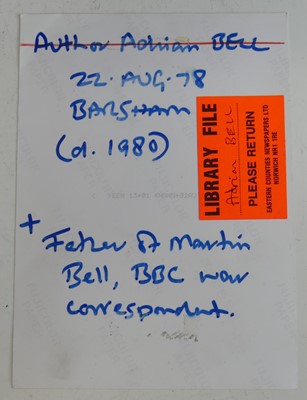 Author Adrian BELL
22. AUG. 78
BARSHAM
(d. 1980)
LIBRARY FILE
Adrian BELL
PLEASE RETURN
EASTERN COUNTIES NEWSPAPERS LTD
NORWICH NR1 1RE
+
Father of Martin
Bell, BBC war
correspondent.